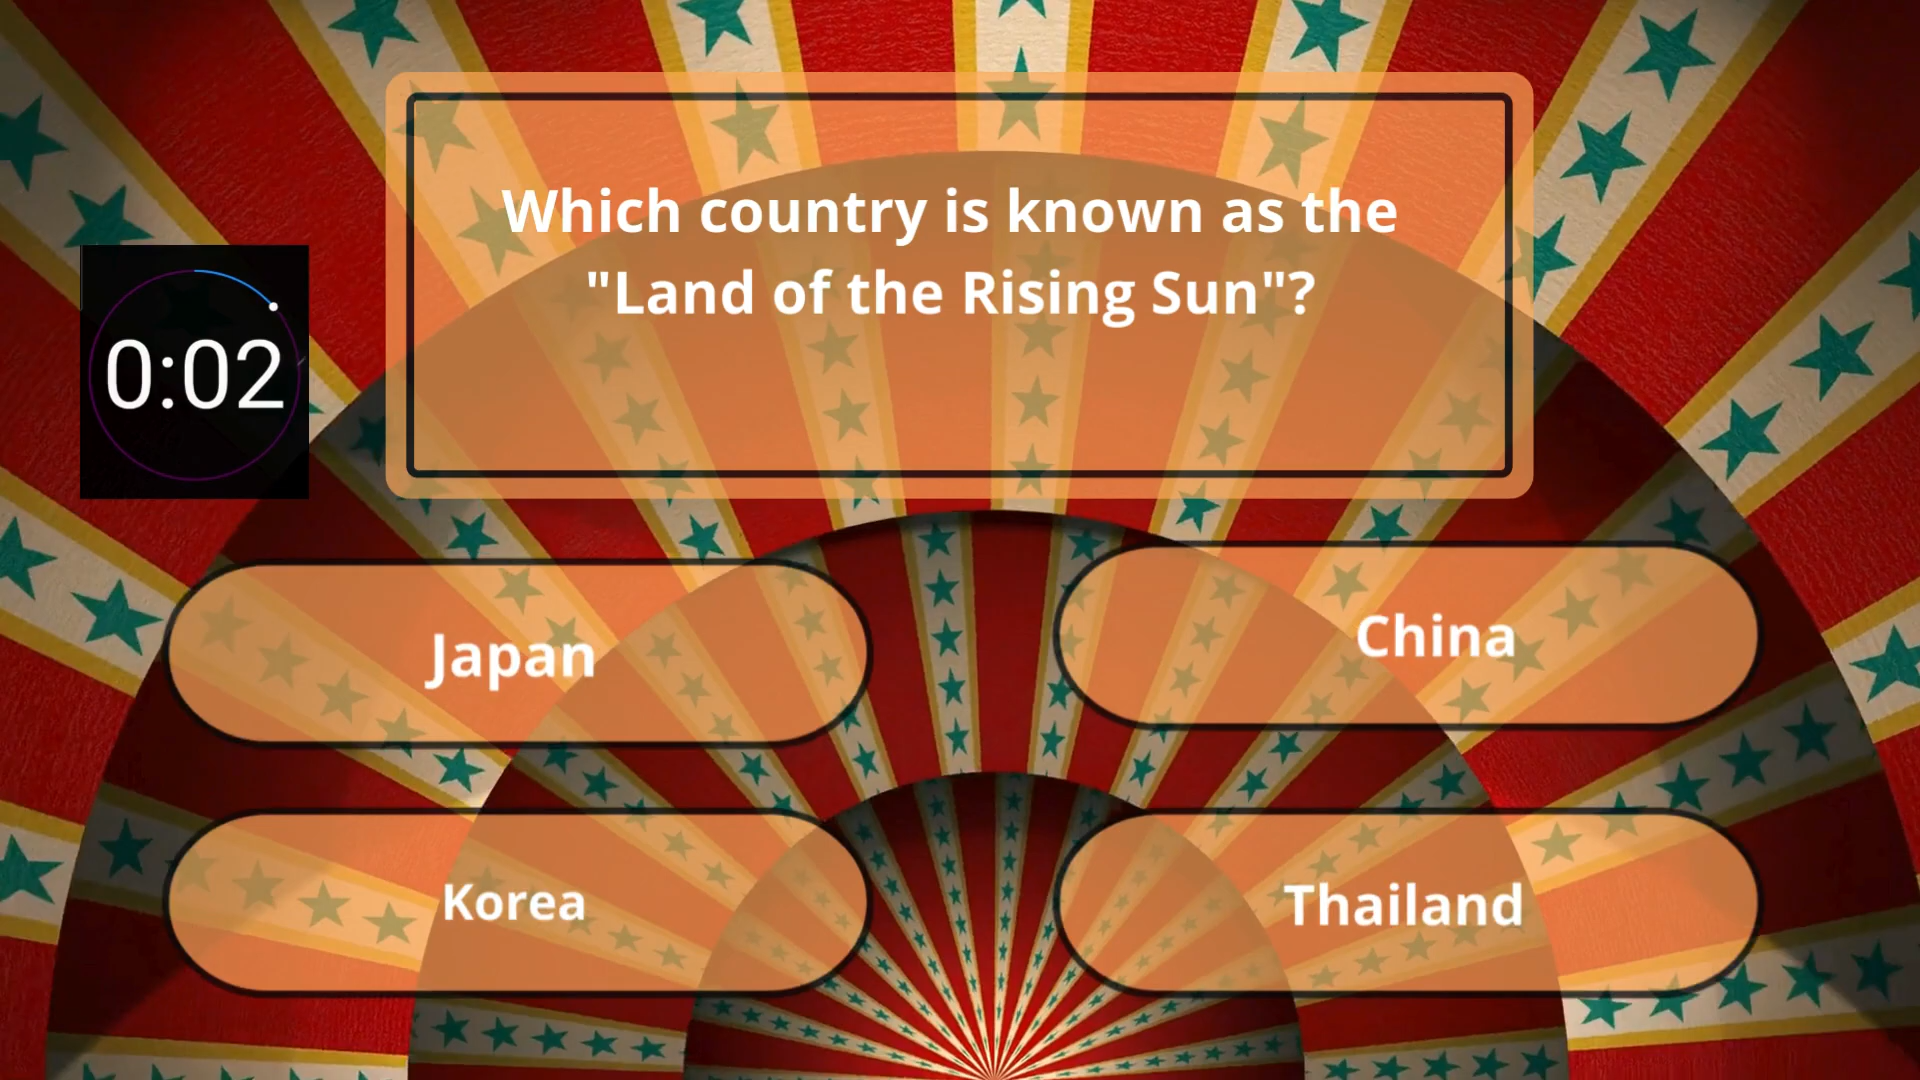 Which country is known as the
"Land of the Rising Sun"?
0:02
Japan
China
Korea
Thailand